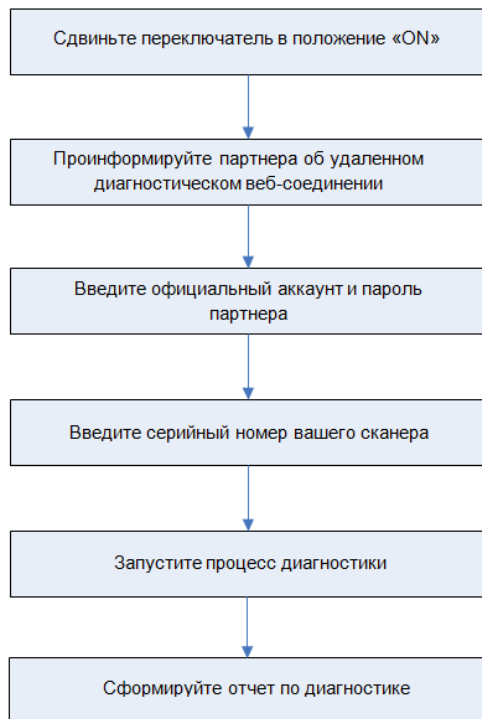 Сдвиньте переключатель в положение «ON»
Проинформируйте партнера об удаленном
диагностическом веб-соединении
Введите официальный аккаунт и пароль
партнера
Введите серийный номер вашего сканера
Запустите процесс диагностики
Сформируйте отчет по диагностике